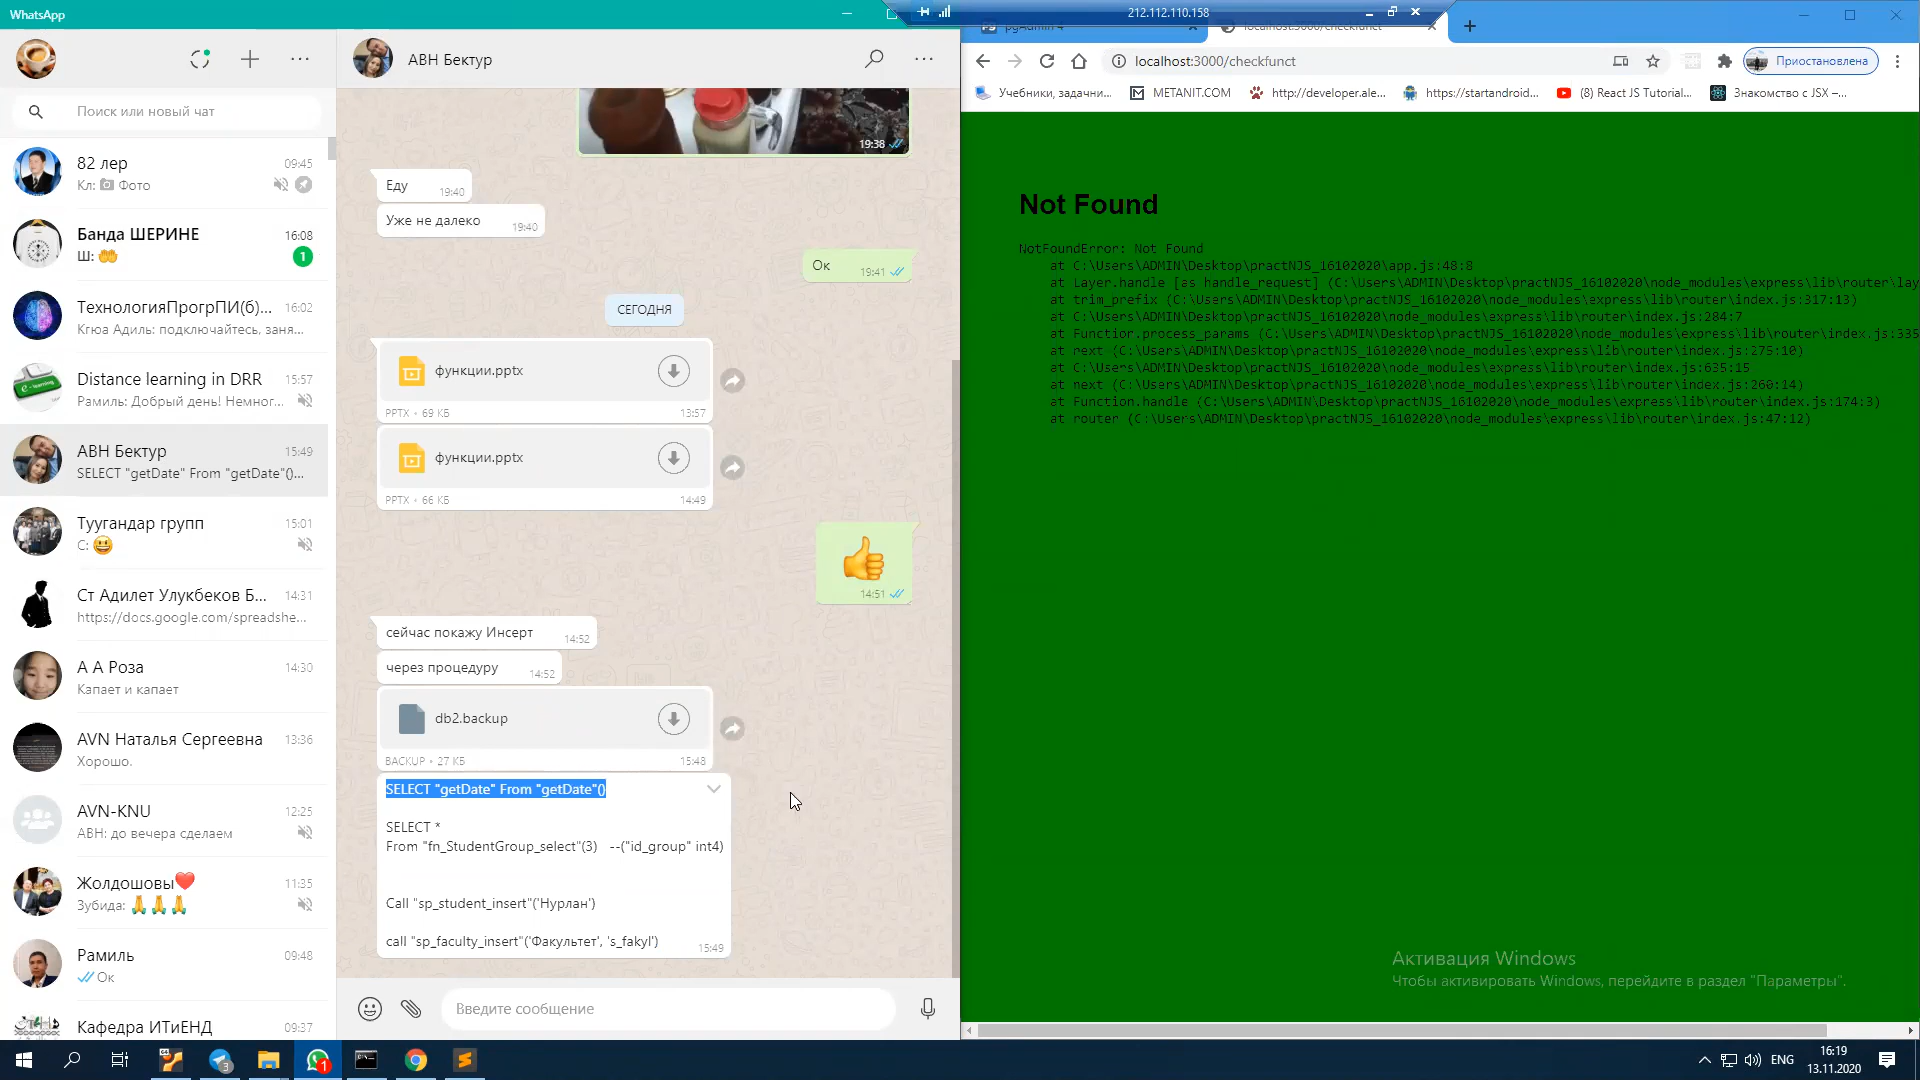 WhatsApp
Поиск или новый чат
82 лер
09:45
Кл: Фото
Банда ШЕРИНЕ
16:08
Ш:
1
ТехнологияПрогрПИ(б)...
16:02
Кгюа Адиль: подключайтесь, заня...
Distance learning in DRR
15:57
Рамиль: Добрый день! Немног...
АВН Бектур
15:49
SELECT "getDate" From "getDate"()...
Туугандар групп
15:01
С:
Ст Адилет Улукбеков Б...
14:31
https://docs.google.com/spreadshe...
А А Роза
14:30
Капает и капает
AVN Наталья Сергеевна
13:36
Хорошо.
AVN-KNU
12:25
АВН: до вечера сделаем
Жолдошовы
11:35
Зубида:
Рамиль
09:48
Ок
Кафедра ИТиЕНД
09:37
АВН Бектур
19:38
Еду
19:40
Уже не далеко
19:40
Ок
19:41
СЕГОДНЯ
функции.pptx
PPTX • 69 КБ
13:57
функции.pptx
PPTX • 66 КБ
14:49
14:51
сейчас покажу Инсерт
14:52
через процедуру
14:52
db2.backup
BACKUP • 27 КБ
15:48
SELECT "getDate" From "getDate"()
SELECT *
From "fn_StudentGroup_select"(3) --("id_group" int4)
Call "sp_student_insert"('Нурлан')
call "sp_faculty_insert"('Факультет', 's_fakyl')
15:49
Введите сообщение
212.112.110.158
pgAdmin 4
localhost:3000/checkfunct
localhost:3000/checkfunct
Приостановлена
Учебники, задачни...
METANIT.COM
http://developer.ale...
https://startandroid...
(8) React JS Tutorial...
Знакомство с JSX –...
Not Found
NotFoundError: Not Found
at C:\Users\ADMIN\Desktop\practNJS_16102020\app.js:48:8
at Layer.handle [as handle_request] (C:\Users\ADMIN\Desktop\practNJS_16102020\node_modules\express\lib\router\lay
at trim_prefix (C:\Users\ADMIN\Desktop\practNJS_16102020\node_modules\express\lib\router\index.js:317:13)
at C:\Users\ADMIN\Desktop\practNJS_16102020\node_modules\express\lib\router\index.js:284:7
at Function.process_params (C:\Users\ADMIN\Desktop\practNJS_16102020\node_modules\express\lib\router\index.js:335
at next (C:\Users\ADMIN\Desktop\practNJS_16102020\node_modules\express\lib\router\index.js:275:10)
at C:\Users\ADMIN\Desktop\practNJS_16102020\node_modules\express\lib\router\index.js:635:15
at next (C:\Users\ADMIN\Desktop\practNJS_16102020\node_modules\express\lib\router\index.js:260:14)
at Function.handle (C:\Users\ADMIN\Desktop\practNJS_16102020\node_modules\express\lib\router\index.js:174:3)
at router (C:\Users\ADMIN\Desktop\practNJS_16102020\node_modules\express\lib\router\index.js:47:12)
Активация Windows
Чтобы активировать Windows, перейдите в раздел "Параметры".
3
1
ENG
16:19
13.11.2020